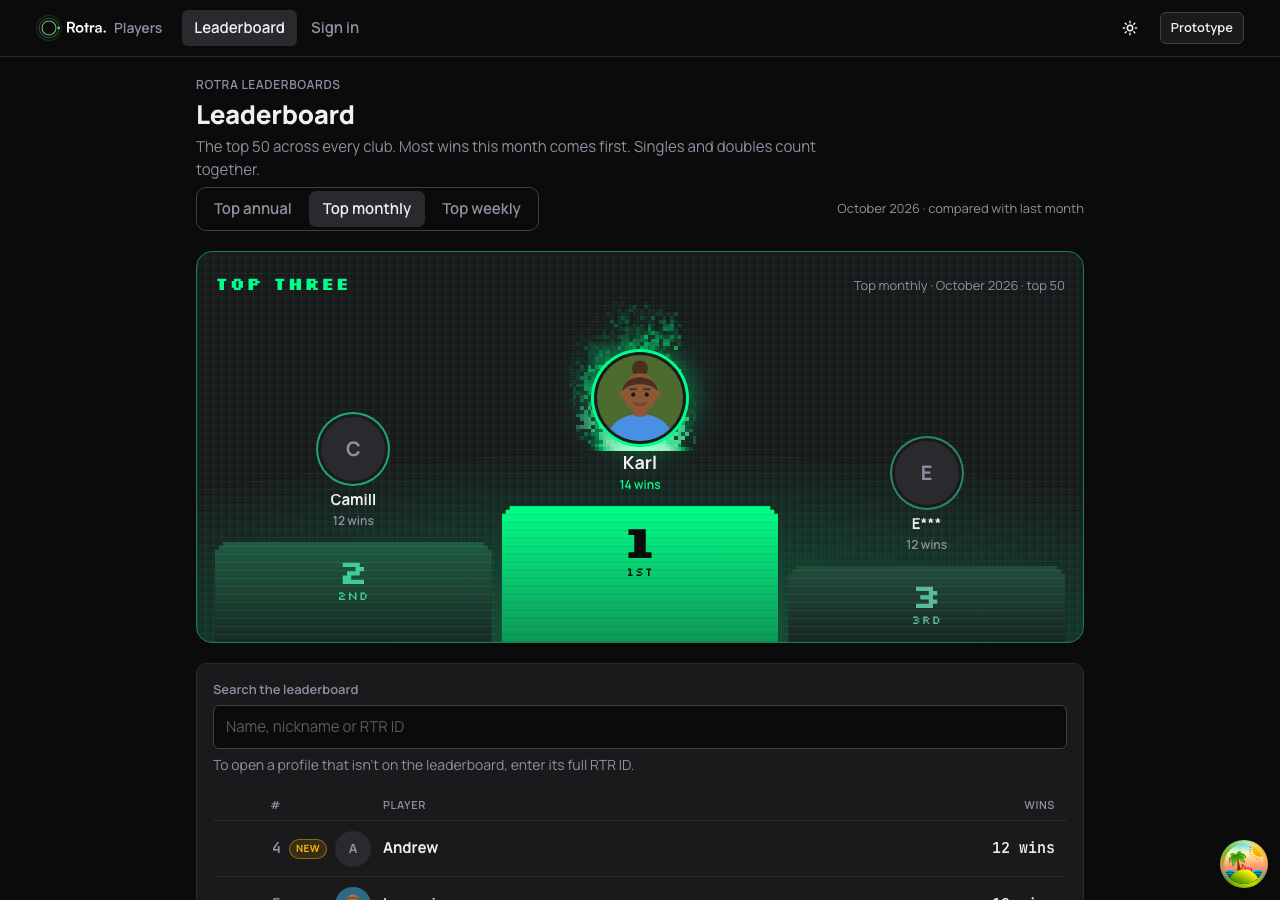 Rotra. Players Leaderboard Sign in Prototype
ROTRA LEADERBOARDS
Leaderboard
The top 50 across every club. Most wins this month comes first. Singles and doubles count
together.
Top annual Top monthly Top weekly
October 2026 · compared with last month
TOP THREE
Top monthly · October 2026 · top 50
Karl
14 wins
C
Camill
12 wins
E
E***
12 wins
1
1ST
2
2ND
3
3RD
Search the leaderboard
Name, nickname or RTR ID
To open a profile that isn't on the leaderboard, enter its full RTR ID.
# PLAYER WINS
4 NEW A Andrew 12 wins